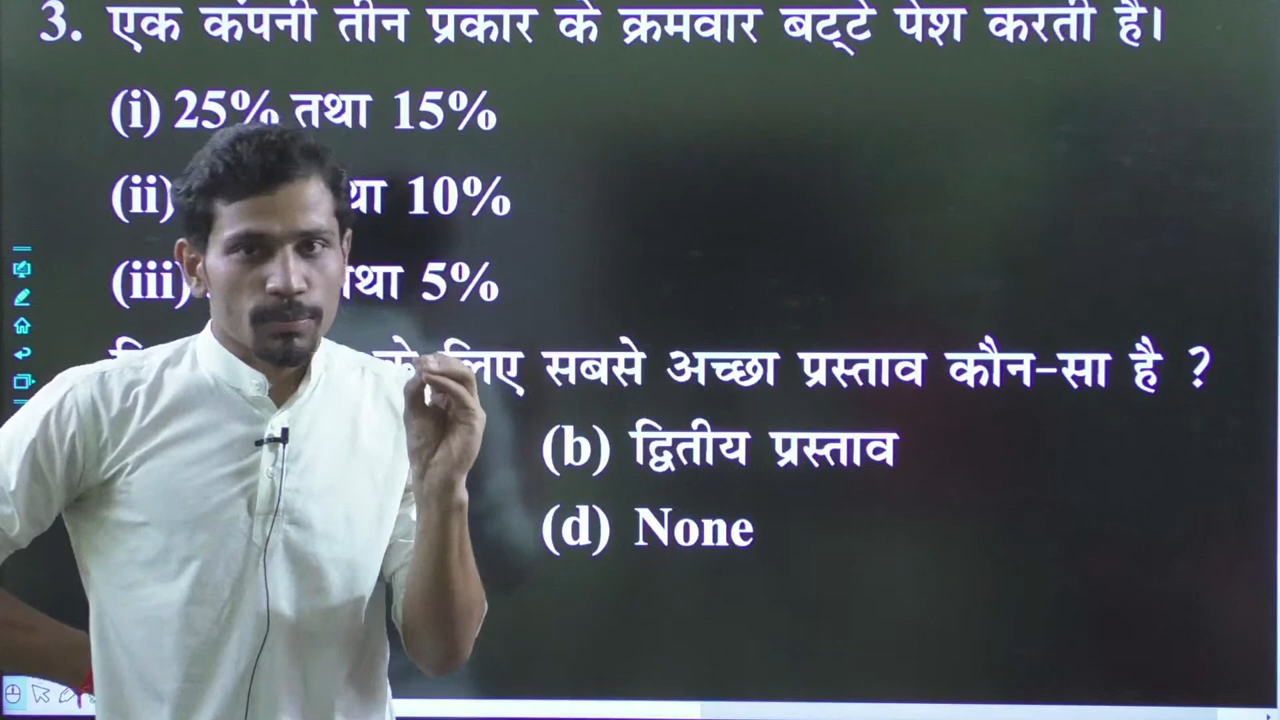 3. एक कंपनी तीन प्रकार के क्रमवार बट्टे पेश करती है।
(i) 25% तथा 15%
(ii) 10%
(iii) तथा 5%
के लिए सबसे अच्छा प्रस्ताव कौन-सा है ?
(b) द्वितीय प्रस्ताव
(d) None